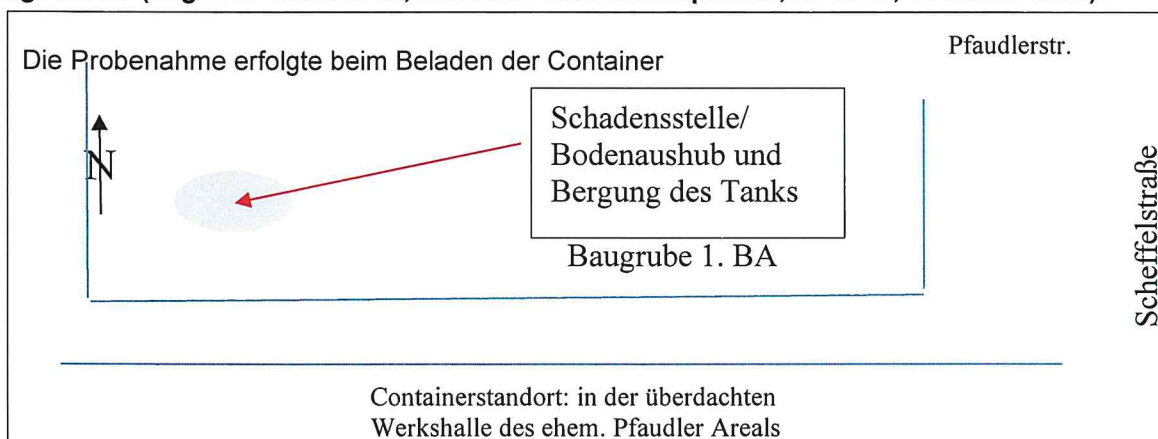 Die Probenahme erfolgte beim Beladen der Container
Pfaudlerstr.
N
Schadensstelle/
Bodenaushub und
Bergung des Tanks
Baugrube 1. BA
Scheffelstraße
Containerstandort: in der überdachten
Werkshalle des ehem. Pfaudler Areals